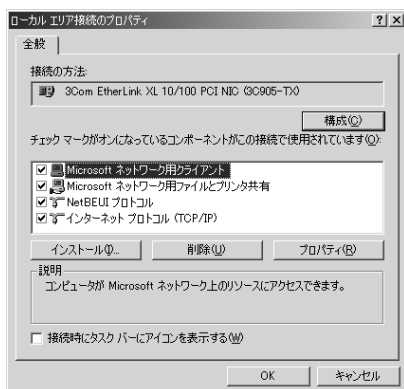 ローカル エリア接続のプロパティ
全般
接続の方法:
3Com EtherLink XL 10/100 PCI NIC (3C905-TX)
構成(C)
チェック マークがオンになっているコンポーネントがこの接続で使用されています(O):
Microsoft ネットワーク用クライアント
Microsoft ネットワーク用ファイルとプリンタ共有
NetBEUI プロトコル
インターネット プロトコル (TCP/IP)
インストール(I)... 削除(U) プロパティ(R)
説明
コンピュータが Microsoft ネットワーク上のリソースにアクセスできます。
接続時にタスク バーにアイコンを表示する(W)
OK キャンセル